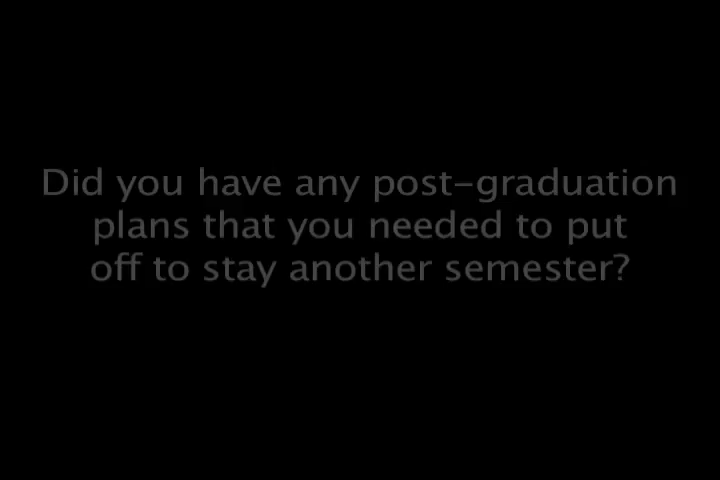 Did you have any post-graduation
plans that you needed to put
off to stay another semester?